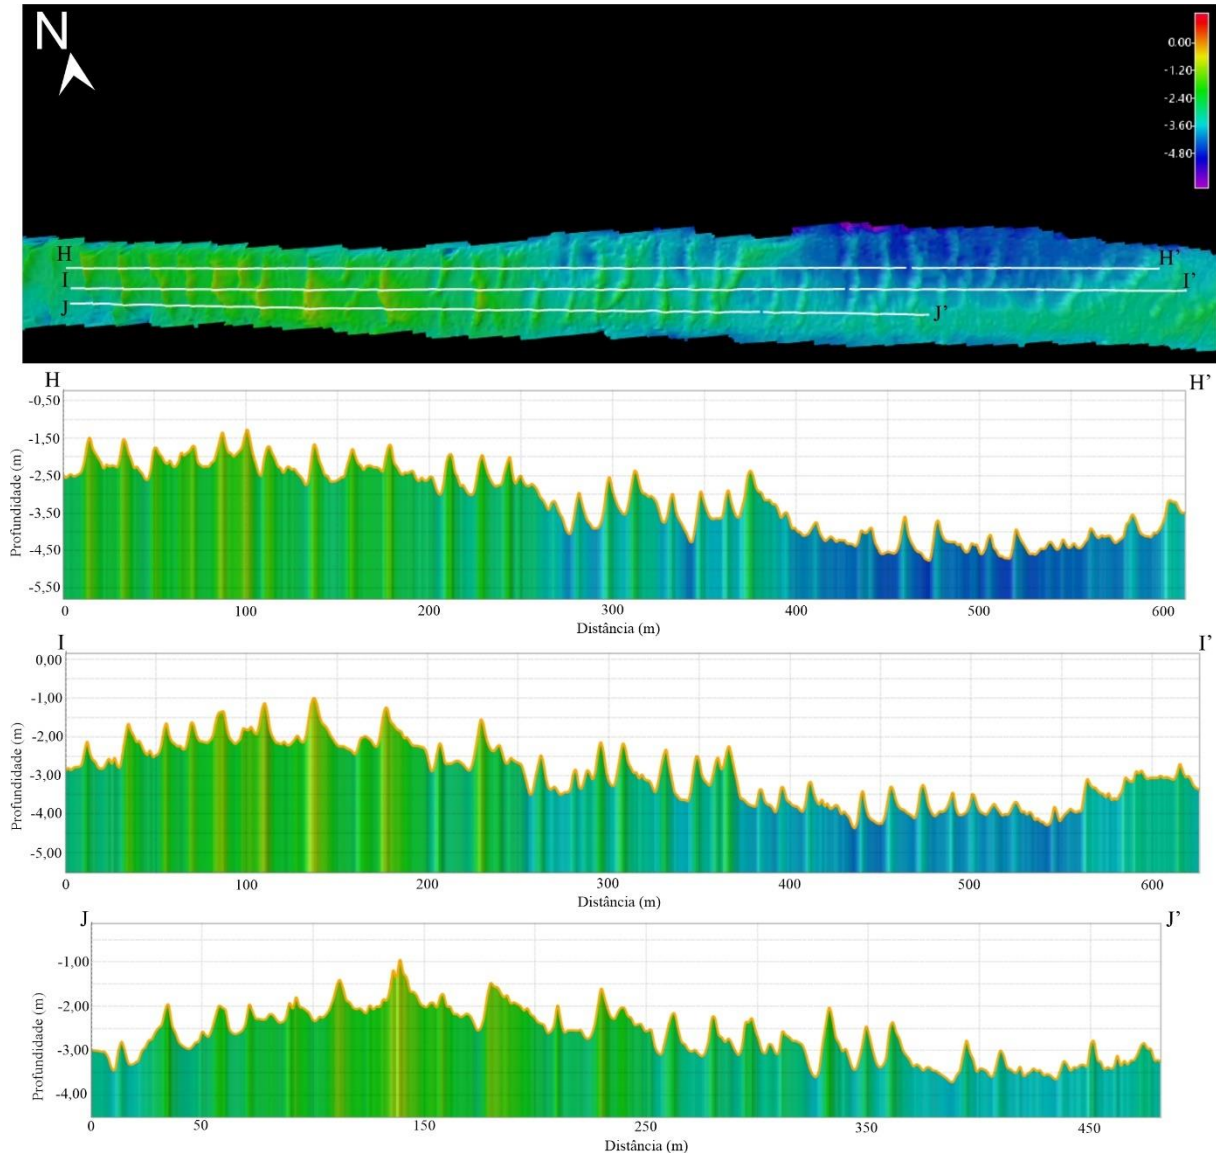 N
0.00
-1.20
-2.40
-3.60
-4.80
H H'
I I'
J J'
H H'
-0,50
-1,50
-2,50
-3,50
-4,50
-5,50
Profundidade (m)
0 100 200 300 400 500 600
Distância (m)
I I'
0,00
-1,00
-2,00
-3,00
-4,00
-5,00
Profundidade (m)
0 100 200 300 400 500 600
Distância (m)
J J'
-1,00
-2,00
-3,00
-4,00
Profundidade (m)
0 50 150 250 350 450
Distância (m)